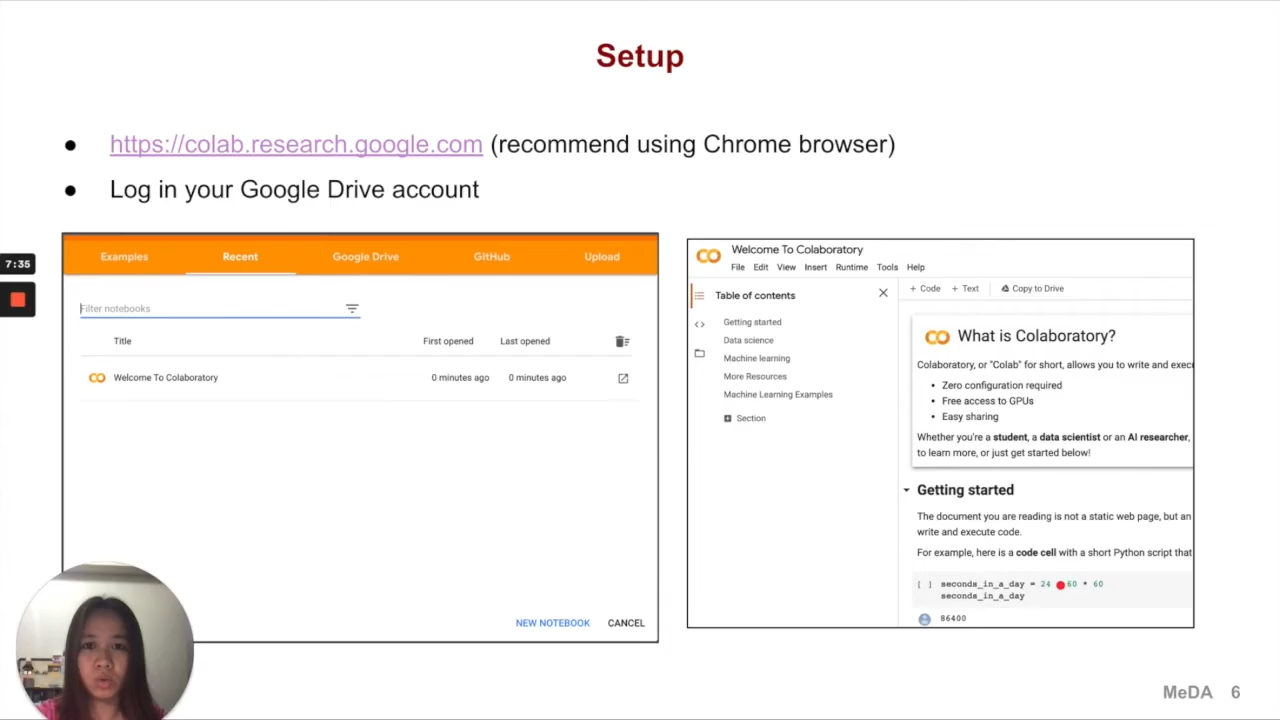 Setup
● https://colab.research.google.com (recommend using Chrome browser)
● Log in your Google Drive account
7:35
Examples Recent Google Drive GitHub Upload
Filter notebooks
Title First opened Last opened
Welcome To Colaboratory 0 minutes ago 0 minutes ago
NEW NOTEBOOK CANCEL
Welcome To Colaboratory
File Edit View Insert Runtime Tools Help
Table of contents
Getting started
Data science
Machine learning
More Resources
Machine Learning Examples
Section
+ Code + Text Copy to Drive
What is Colaboratory?
Colaboratory, or "Colab" for short, allows you to write and exec
• Zero configuration required
• Free access to GPUs
• Easy sharing
Whether you're a student, a data scientist or an AI researcher,
to learn more, or just get started below!
Getting started
The document you are reading is not a static web page, but an
write and execute code.
For example, here is a code cell with a short Python script that
[ ] seconds_in_a_day = 24 60 * 60
seconds_in_a_day
86400
MeDA 6